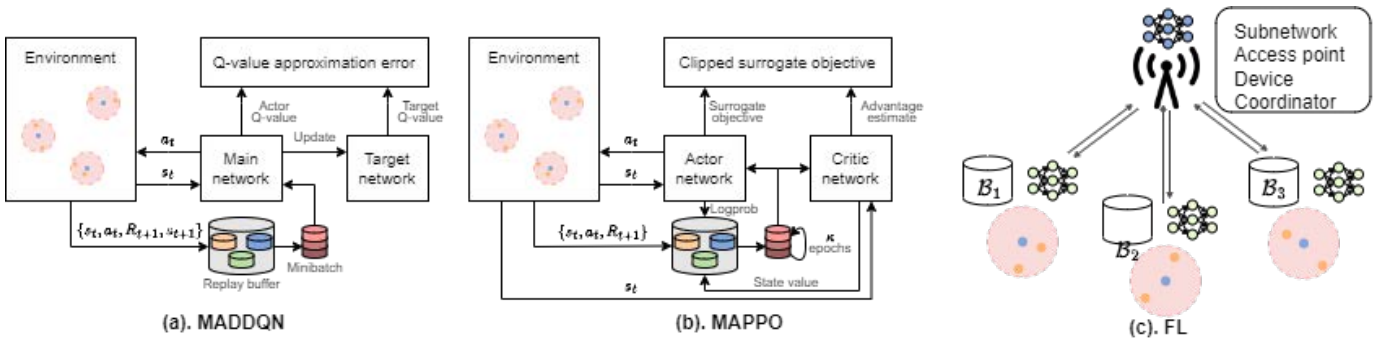 Environment
Q-value approximation error
Actor
Q-value
Target
Q-value
a_t
Update
s_t
Main
network
Target
network
{s_t, a_t, R_{t+1}, s_{t+1}}
Replay buffer
Minibatch
(a). MADDQN
Environment
Clipped surrogate objective
Surrogate
objective
Advantage
estimate
a_t
s_t
Actor
network
Critic
network
Logprob
{s_t, a_t, R_{t+1}}
κ
epochs
State value
s_t
(b). MAPPO
Subnetwork
Access point
Device
Coordinator
B_1
B_2
B_3
(c). FL